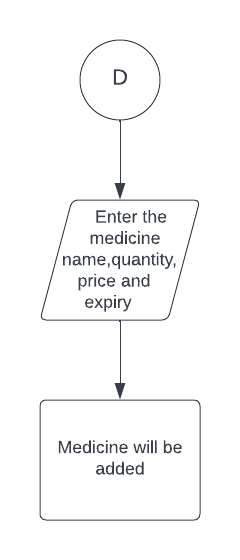 D
Enter the
medicine
name,quantity,
price and
expiry
Medicine will be
added